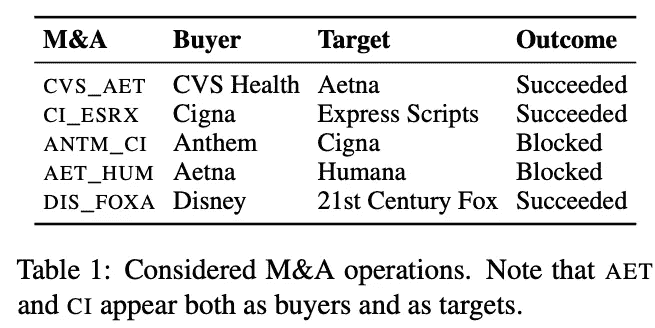 M&A Buyer Target Outcome
CVS_AET CVS Health Aetna Succeeded
CI_ESRX Cigna Express Scripts Succeeded
ANTM_CI Anthem Cigna Blocked
AET_HUM Aetna Humana Blocked
DIS_FOXA Disney 21st Century Fox Succeeded
Table 1: Considered M&A operations. Note that AET
and CI appear both as buyers and as targets.